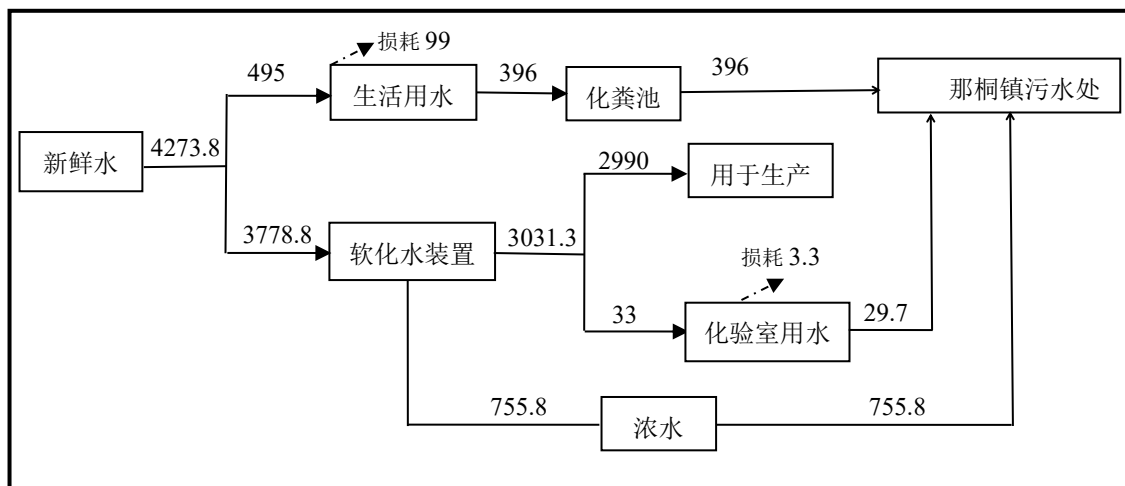 损耗 99
495
生活用水
396
化粪池
396
那桐镇污水处
新鲜水
4273.8
2990
用于生产
3778.8
软化水装置
3031.3
损耗 3.3
33
化验室用水
29.7
755.8
浓水
755.8